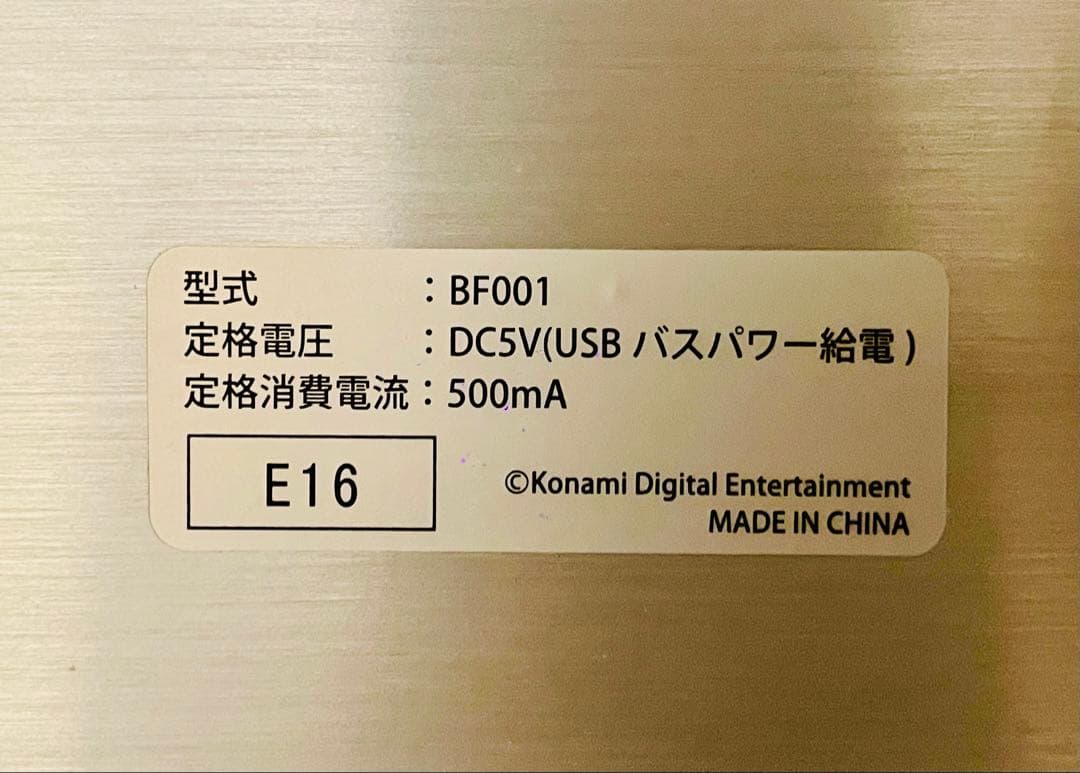 型式　　　　：BF001
定格電圧　　：DC5V(USB バスパワー給電 )
定格消費電流：500mA
E16
©Konami Digital Entertainment
MADE IN CHINA